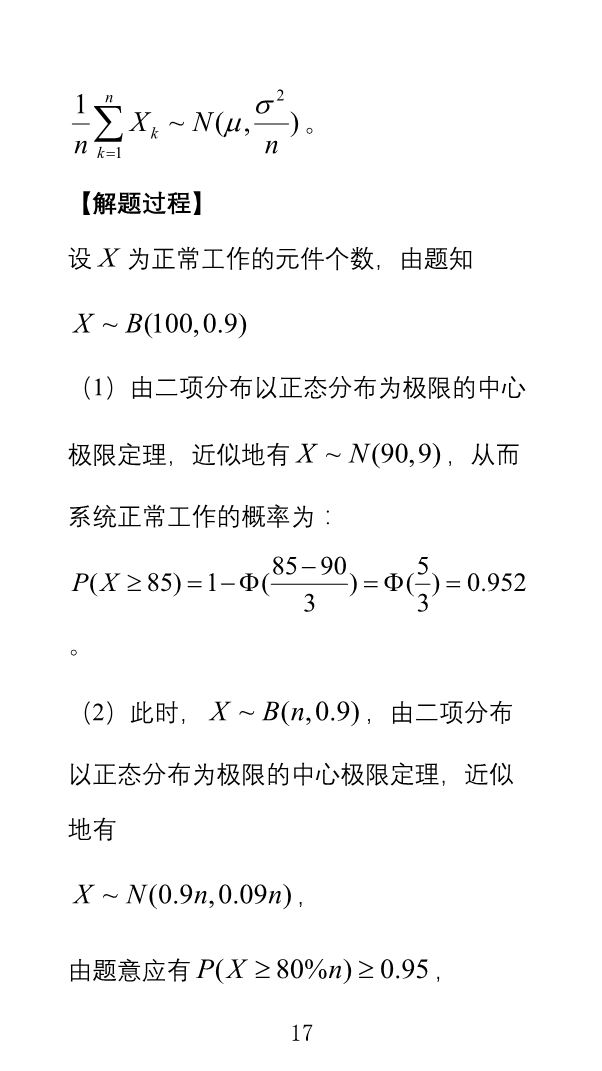 $\frac{1}{n}\sum_{k=1}^{n} X_k \sim N(\mu, \frac{\sigma^2}{n})$。
【解题过程】
设 $X$ 为正常工作的元件个数，由题知
$X \sim B(100, 0.9)$
（1）由二项分布以正态分布为极限的中心
极限定理，近似地有 $X \sim N(90, 9)$，从而
系统正常工作的概率为：
$P(X \geq 85) = 1 - \Phi(\frac{85-90}{3}) = \Phi(\frac{5}{3}) = 0.952$
。
（2）此时， $X \sim B(n, 0.9)$，由二项分布
以正态分布为极限的中心极限定理，近似
地有
$X \sim N(0.9n, 0.09n)$，
由题意应有 $P(X \geq 80\%n) \geq 0.95$，
17